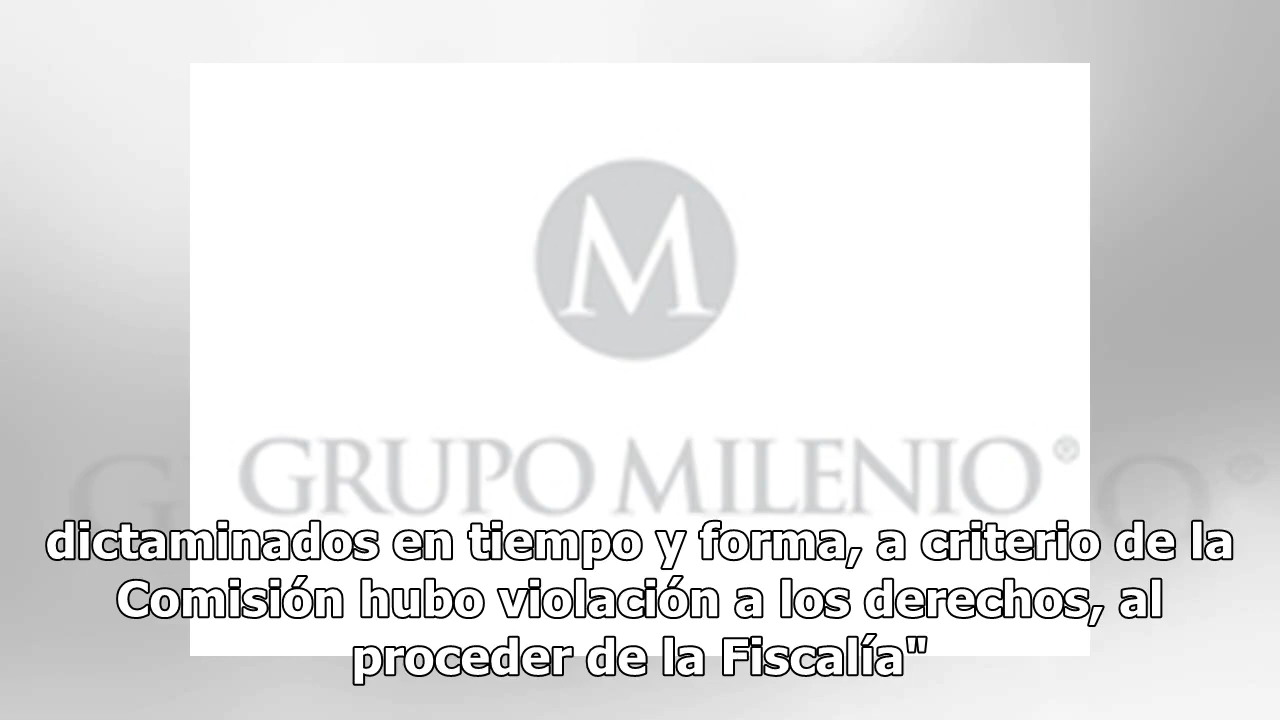 M
GRUPO MILENIO®
dictaminados en tiempo y forma, a criterio de la
Comisión hubo violación a los derechos, al
proceder de la Fiscalía"